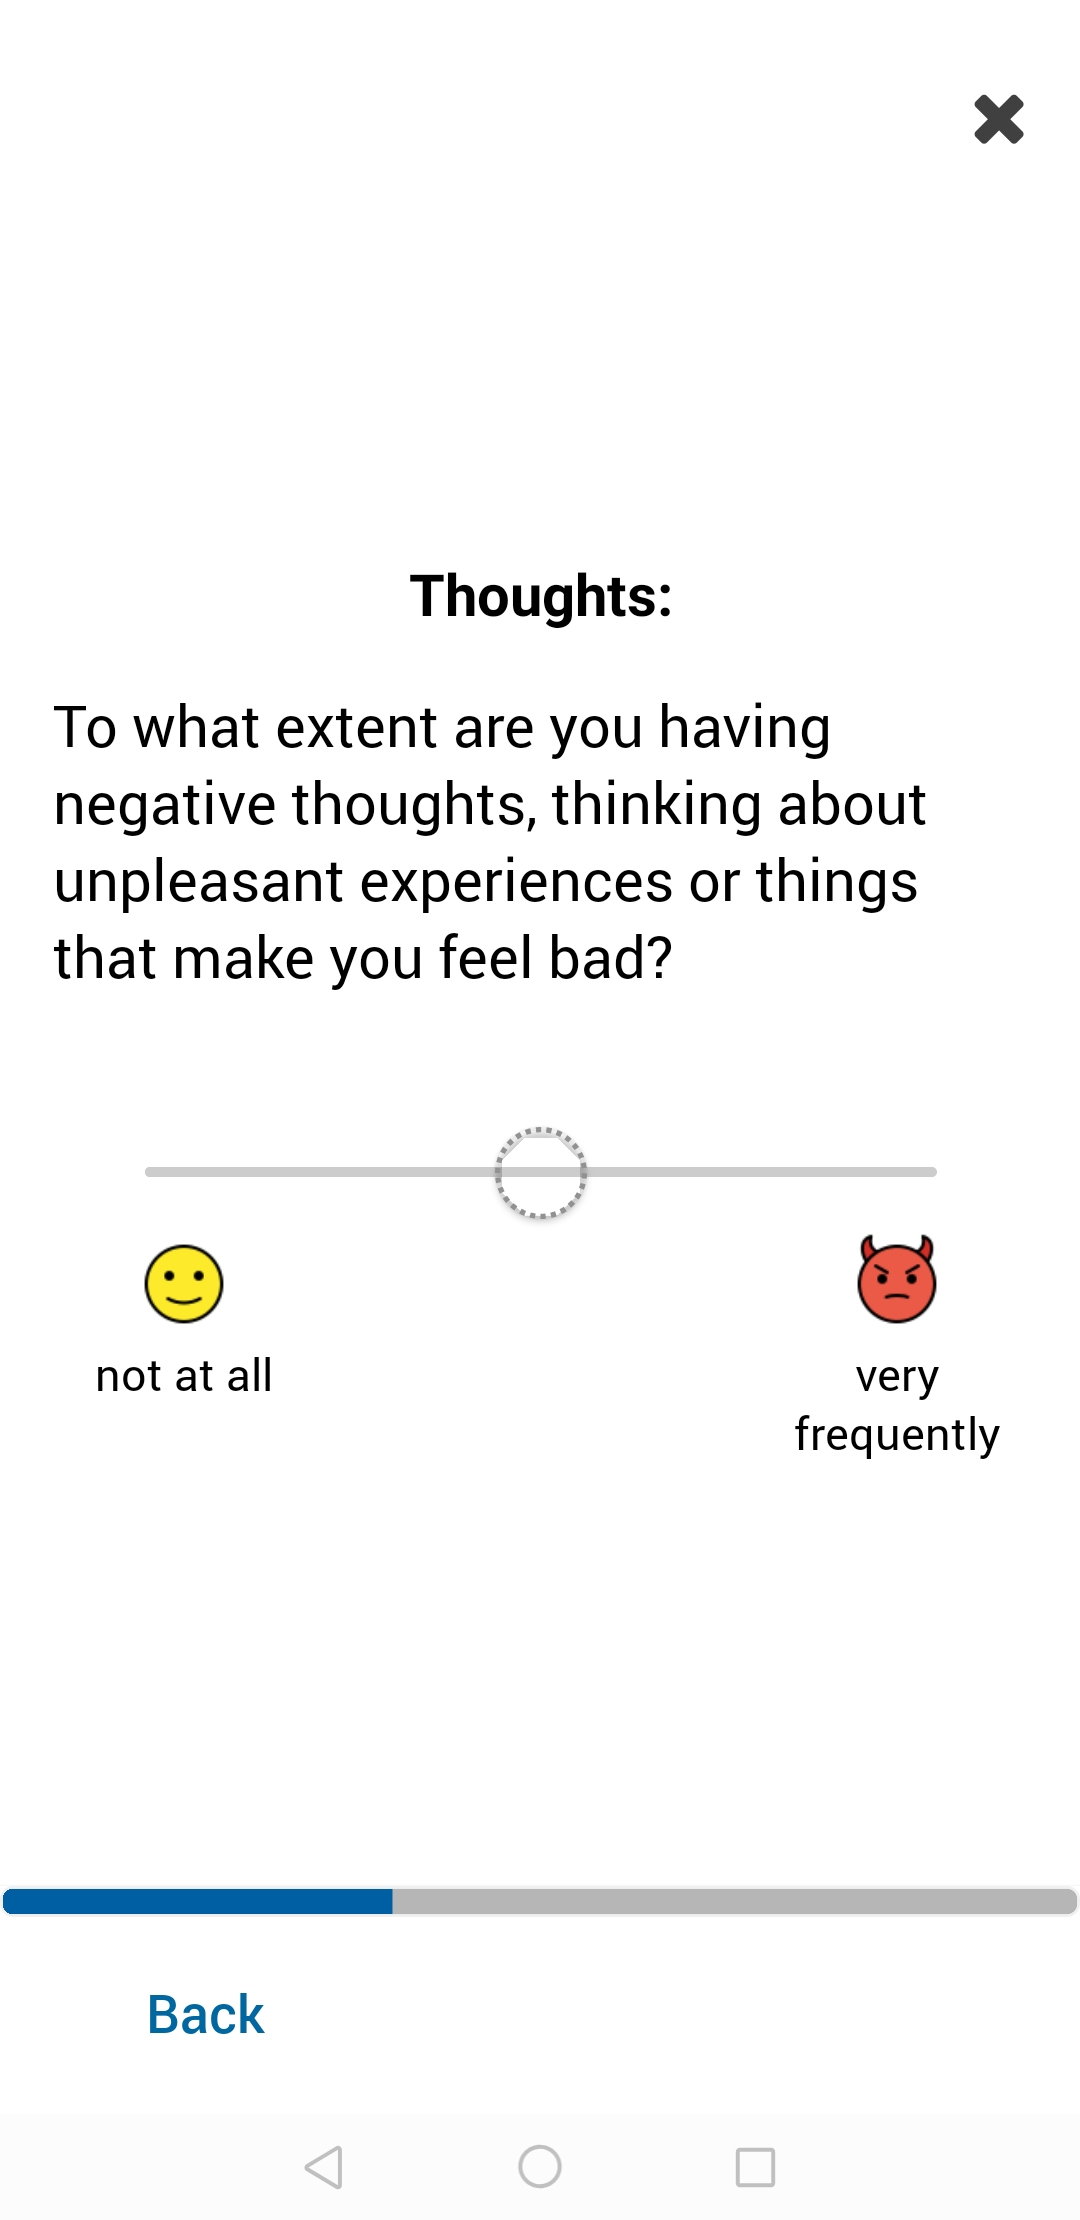 Thoughts:
To what extent are you having
negative thoughts, thinking about
unpleasant experiences or things
that make you feel bad?
not at all
very
frequently
Back